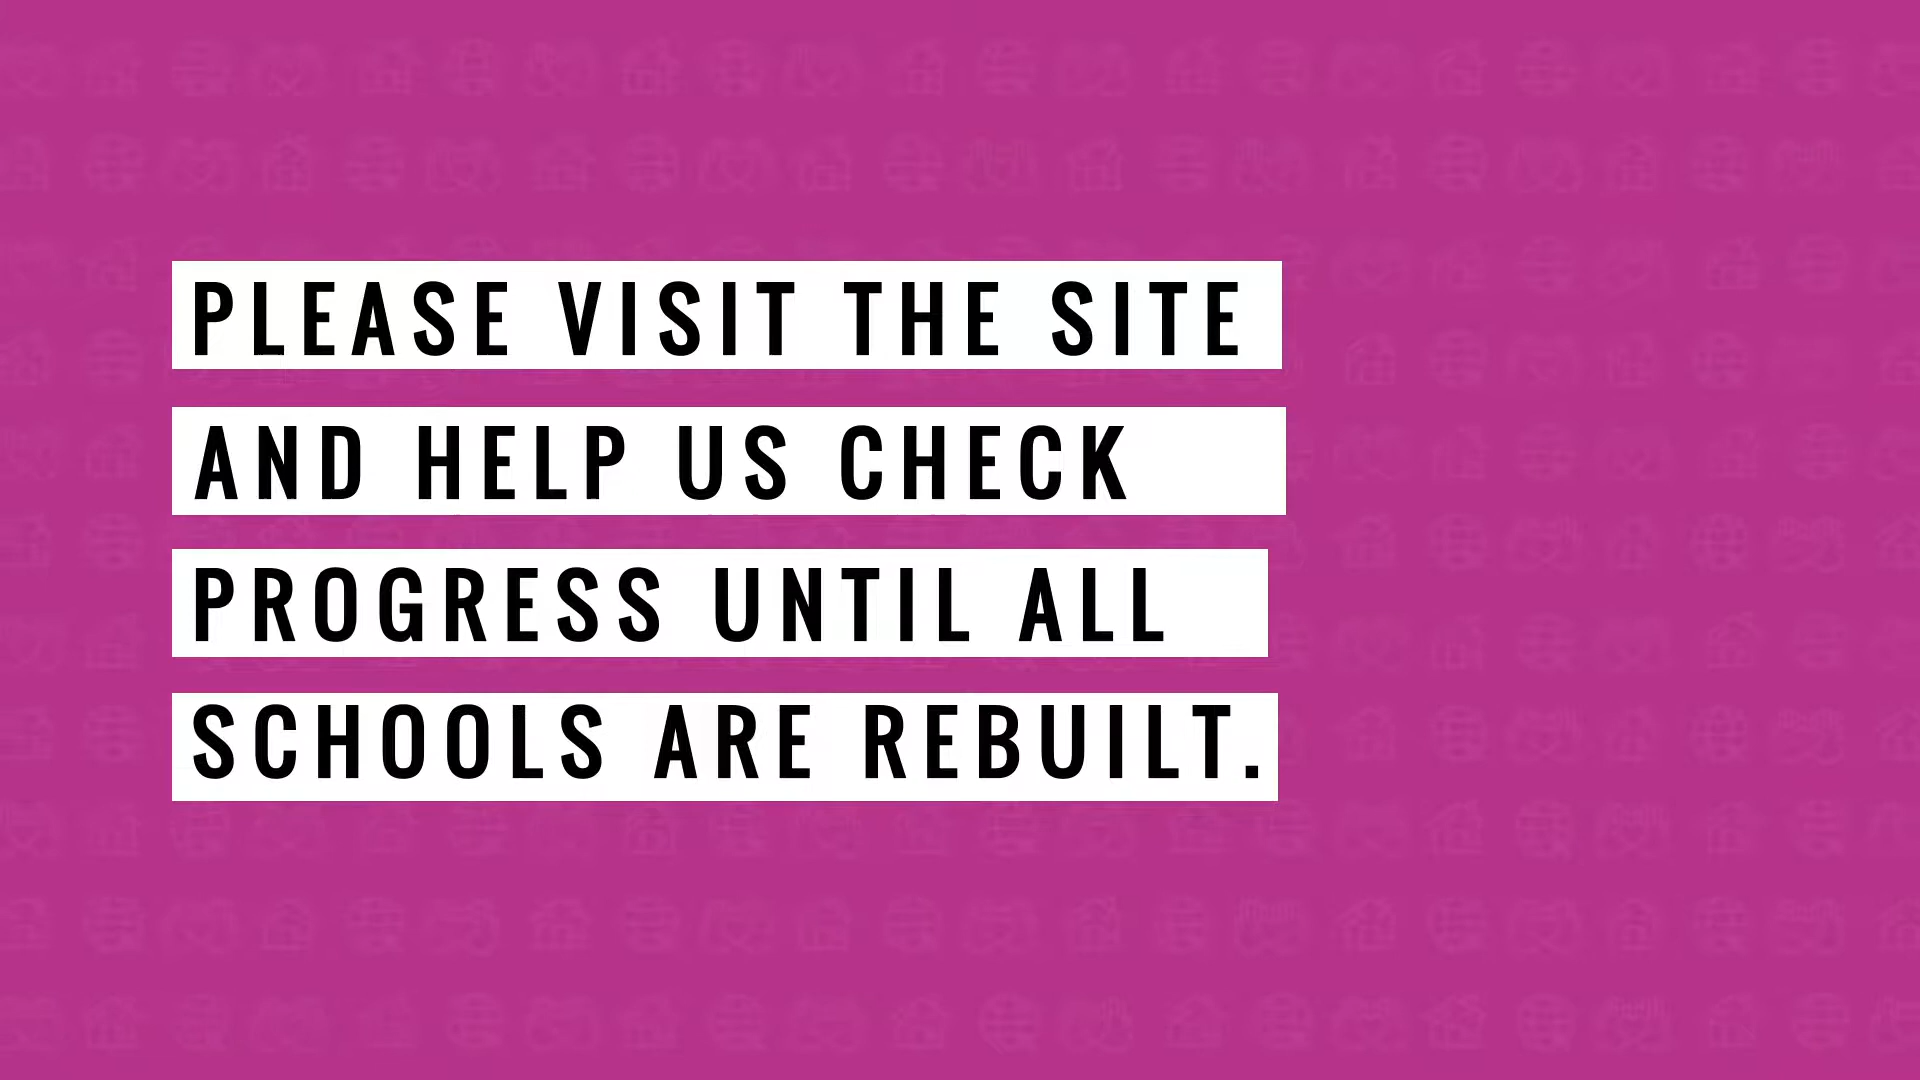 PLEASE VISIT THE SITE
AND HELP US CHECK
PROGRESS UNTIL ALL
SCHOOLS ARE REBUILT.